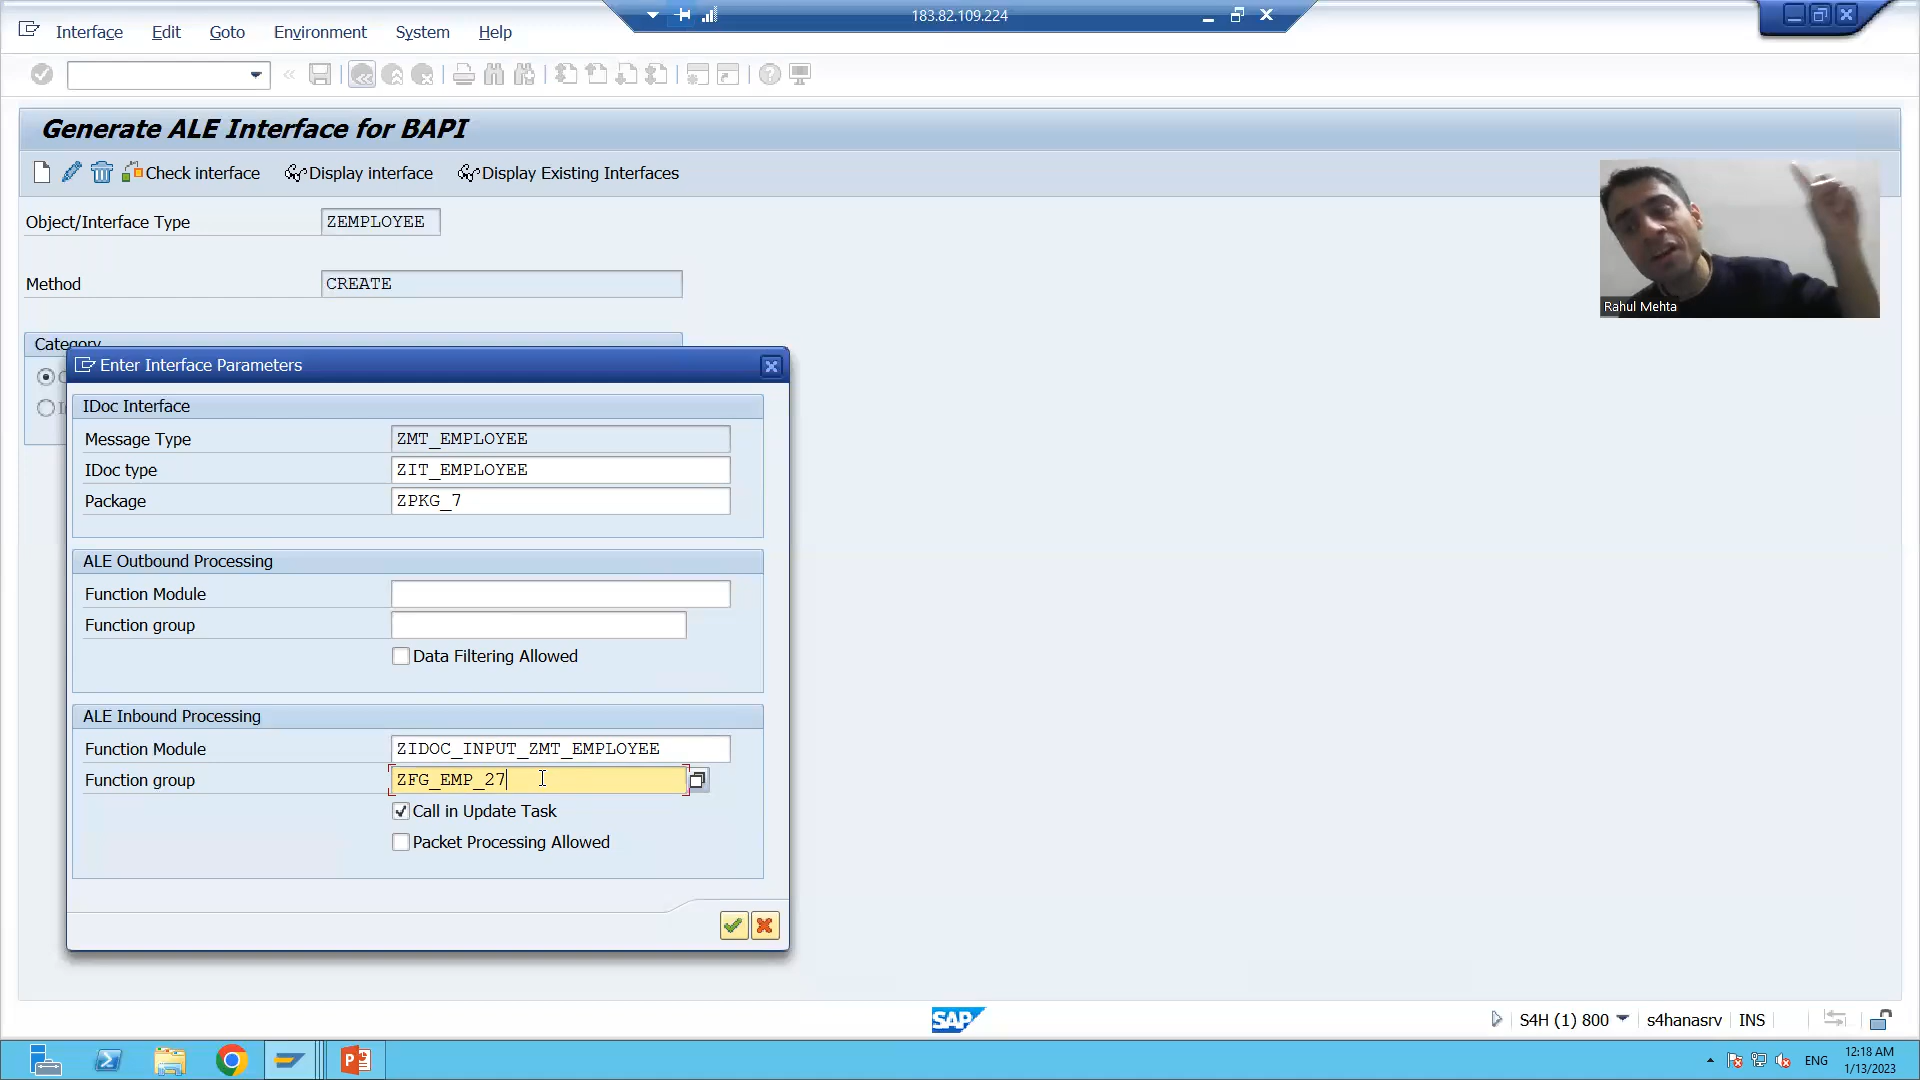 183.82.109.224
Interface Edit Goto Environment System Help
Generate ALE Interface for BAPI
Check interface Display interface Display Existing Interfaces
Object/Interface Type ZEMPLOYEE
Method CREATE
Rahul Mehta
Category
Enter Interface Parameters
IDoc Interface
Message Type ZMT_EMPLOYEE
IDoc type ZIT_EMPLOYEE
Package ZPKG_7
ALE Outbound Processing
Function Module
Function group
Data Filtering Allowed
ALE Inbound Processing
Function Module ZIDOC_INPUT_ZMT_EMPLOYEE
Function group ZFG_EMP_27
Call in Update Task
Packet Processing Allowed
SAP
S4H (1) 800 s4hanasrv INS
ENG
12:18 AM
1/13/2023